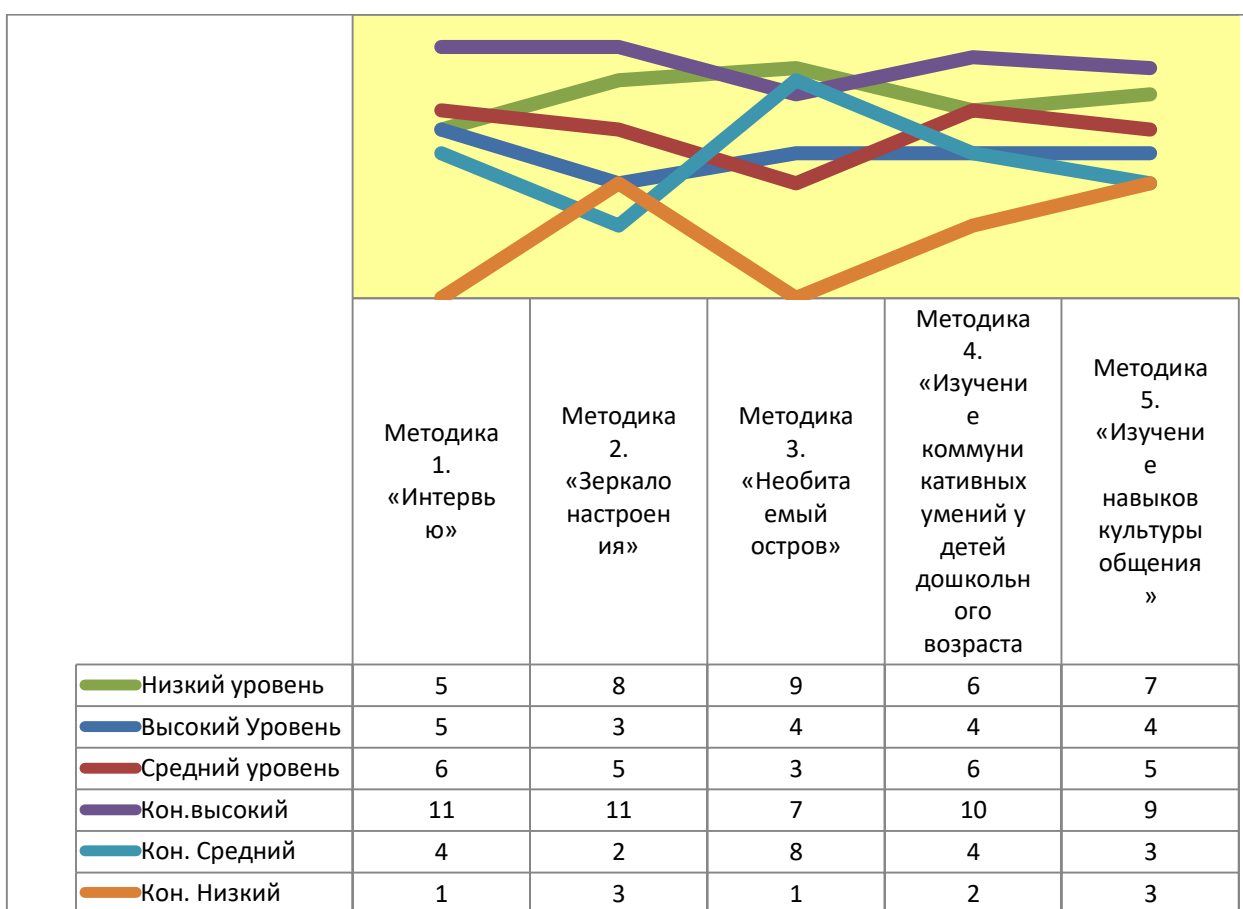 Методика
1.
«Интервь
ю»
Методика
2.
«Зеркало
настроен
ия»
Методика
3.
«Необита
емый
остров»
Методика
4.
«Изучени
е
коммуни
кативных
умений у
детей
дошкольн
ого
возраста
Методика
5.
«Изучени
е
навыков
культуры
общения
»
Низкий уровень 5 8 9 6 7
Высокий Уровень 5 3 4 4 4
Средний уровень 6 5 3 6 5
Кон.высокий 11 11 7 10 9
Кон. Средний 4 2 8 4 3
Кон. Низкий 1 3 1 2 3